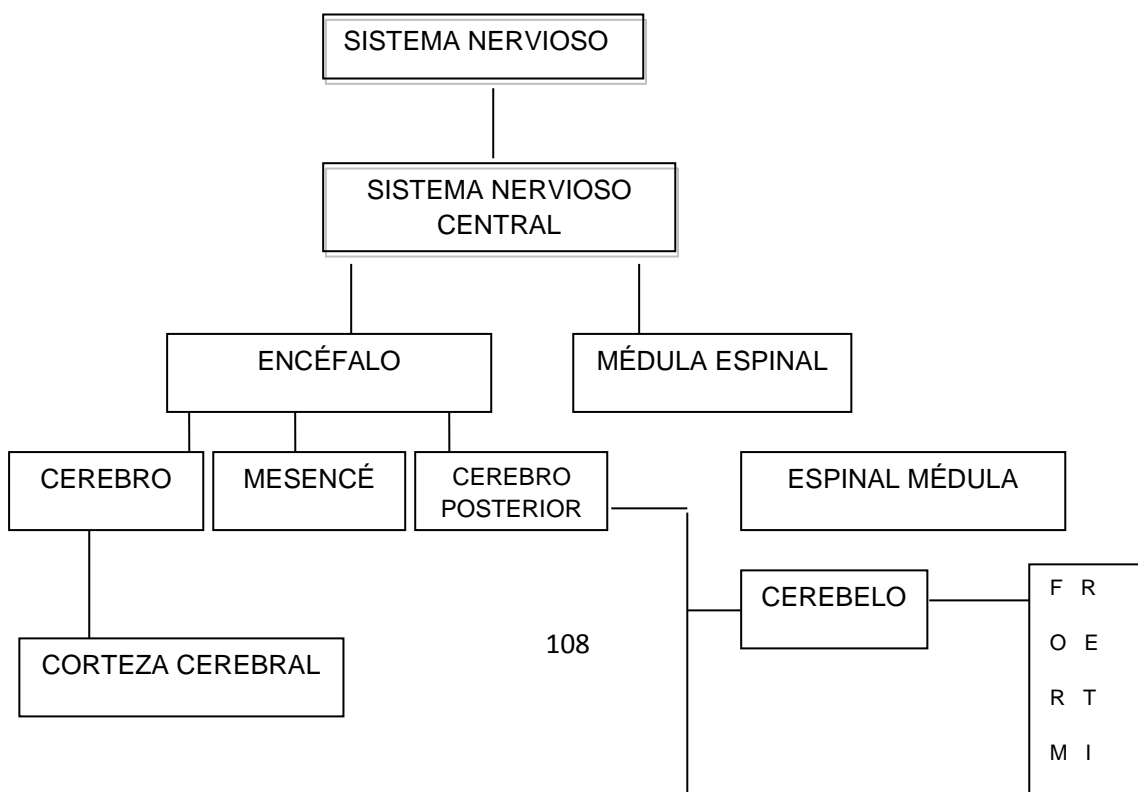 SISTEMA NERVIOSO
SISTEMA NERVIOSO
CENTRAL
ENCÉFALO
MÉDULA ESPINAL
CEREBRO
MESENCÉ
CEREBRO
POSTERIOR
ESPINAL MÉDULA
CEREBELO
F R
O E
R T
M I
CORTEZA CEREBRAL
108